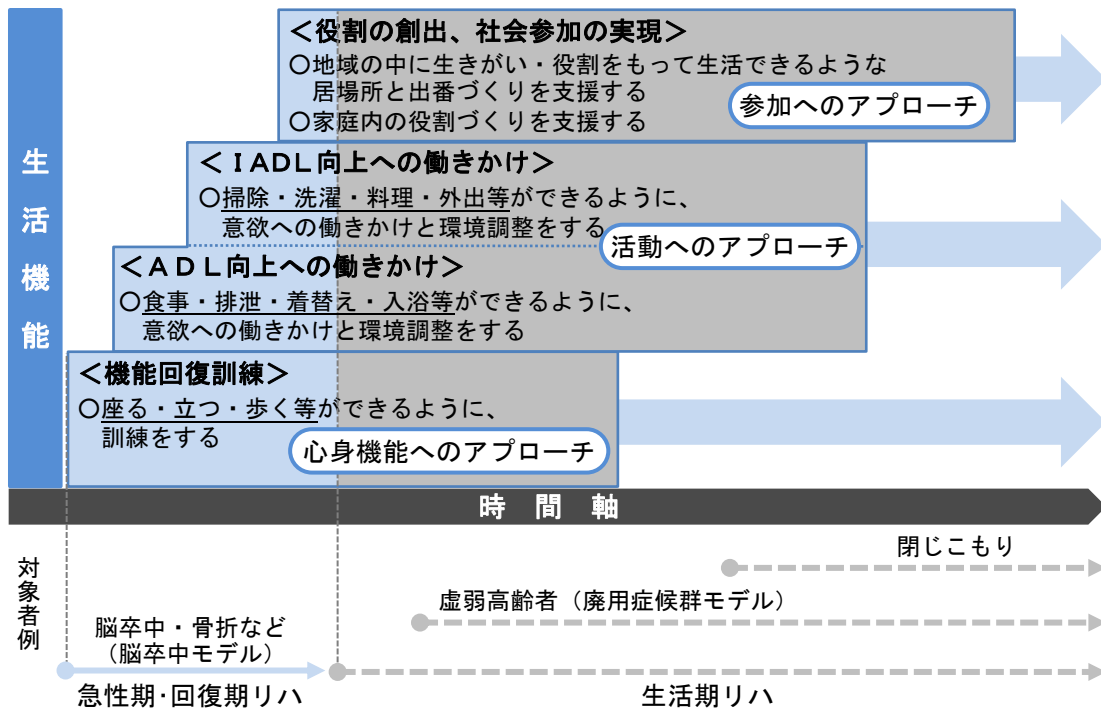 生活機能
＜役割の創出、社会参加の実現＞
○地域の中に生きがい・役割をもって生活できるような
居場所と出番づくりを支援する
○家庭内の役割づくりを支援する
参加へのアプローチ
＜ＩＡＤＬ向上への働きかけ＞
○掃除・洗濯・料理・外出等ができるように、
意欲への働きかけと環境調整をする
活動へのアプローチ
＜ＡＤＬ向上への働きかけ＞
○食事・排泄・着替え・入浴等ができるように、
意欲への働きかけと環境調整をする
＜機能回復訓練＞
○座る・立つ・歩く等ができるように、
訓練をする
心身機能へのアプローチ
時間軸
対象者例
閉じこもり
虚弱高齢者（廃用症候群モデル）
脳卒中・骨折など
（脳卒中モデル）
急性期・回復期リハ
生活期リハ